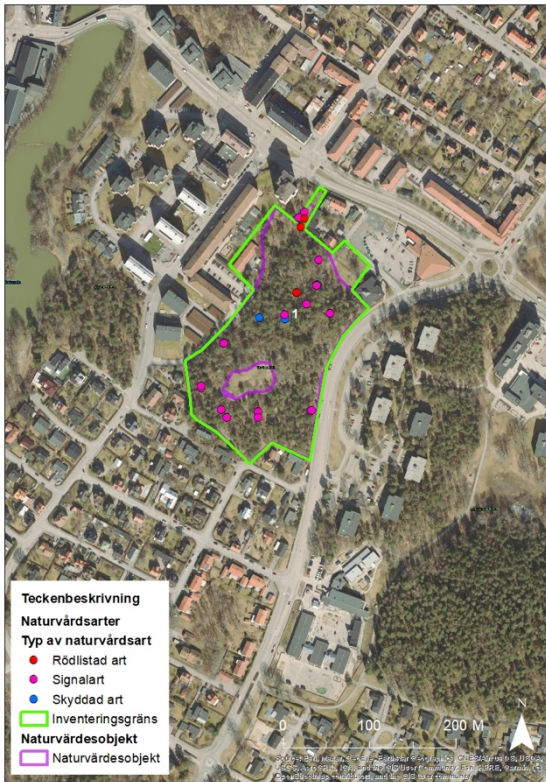 1
Teckenbeskrivning
Naturvårdsarter
Typ av naturvårdsart
Rödlistad art
Signalart
Skyddad art
Inventeringsgräns
Naturvärdesobjekt
Naturvärdesobjekt
N
0 100 200 M